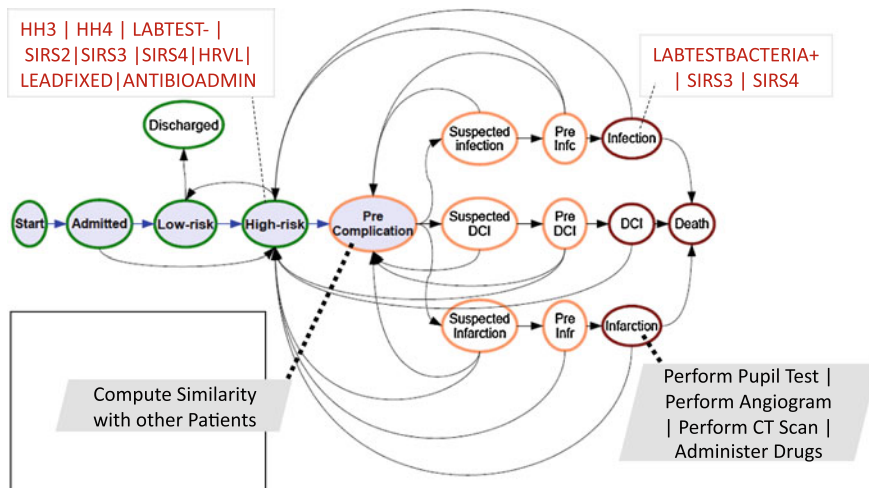 HH3 | HH4 | LABTEST- |
SIRS2|SIRS3 |SIRS4|HRVL|
LEADFIXED|ANTIBIOADMIN
LABTESTBACTERIA+
| SIRS3 | SIRS4
Discharged
Suspected
infection
Pre
Infc
Infection
Start
Admitted
Low-risk
High-risk
Pre
Complication
Suspected
DCI
Pre
DCI
DCI
Death
Suspected
Infarction
Pre
Infr
Infarction
Compute Similarity
with other Patients
Perform Pupil Test |
Perform Angiogram
| Perform CT Scan |
Administer Drugs